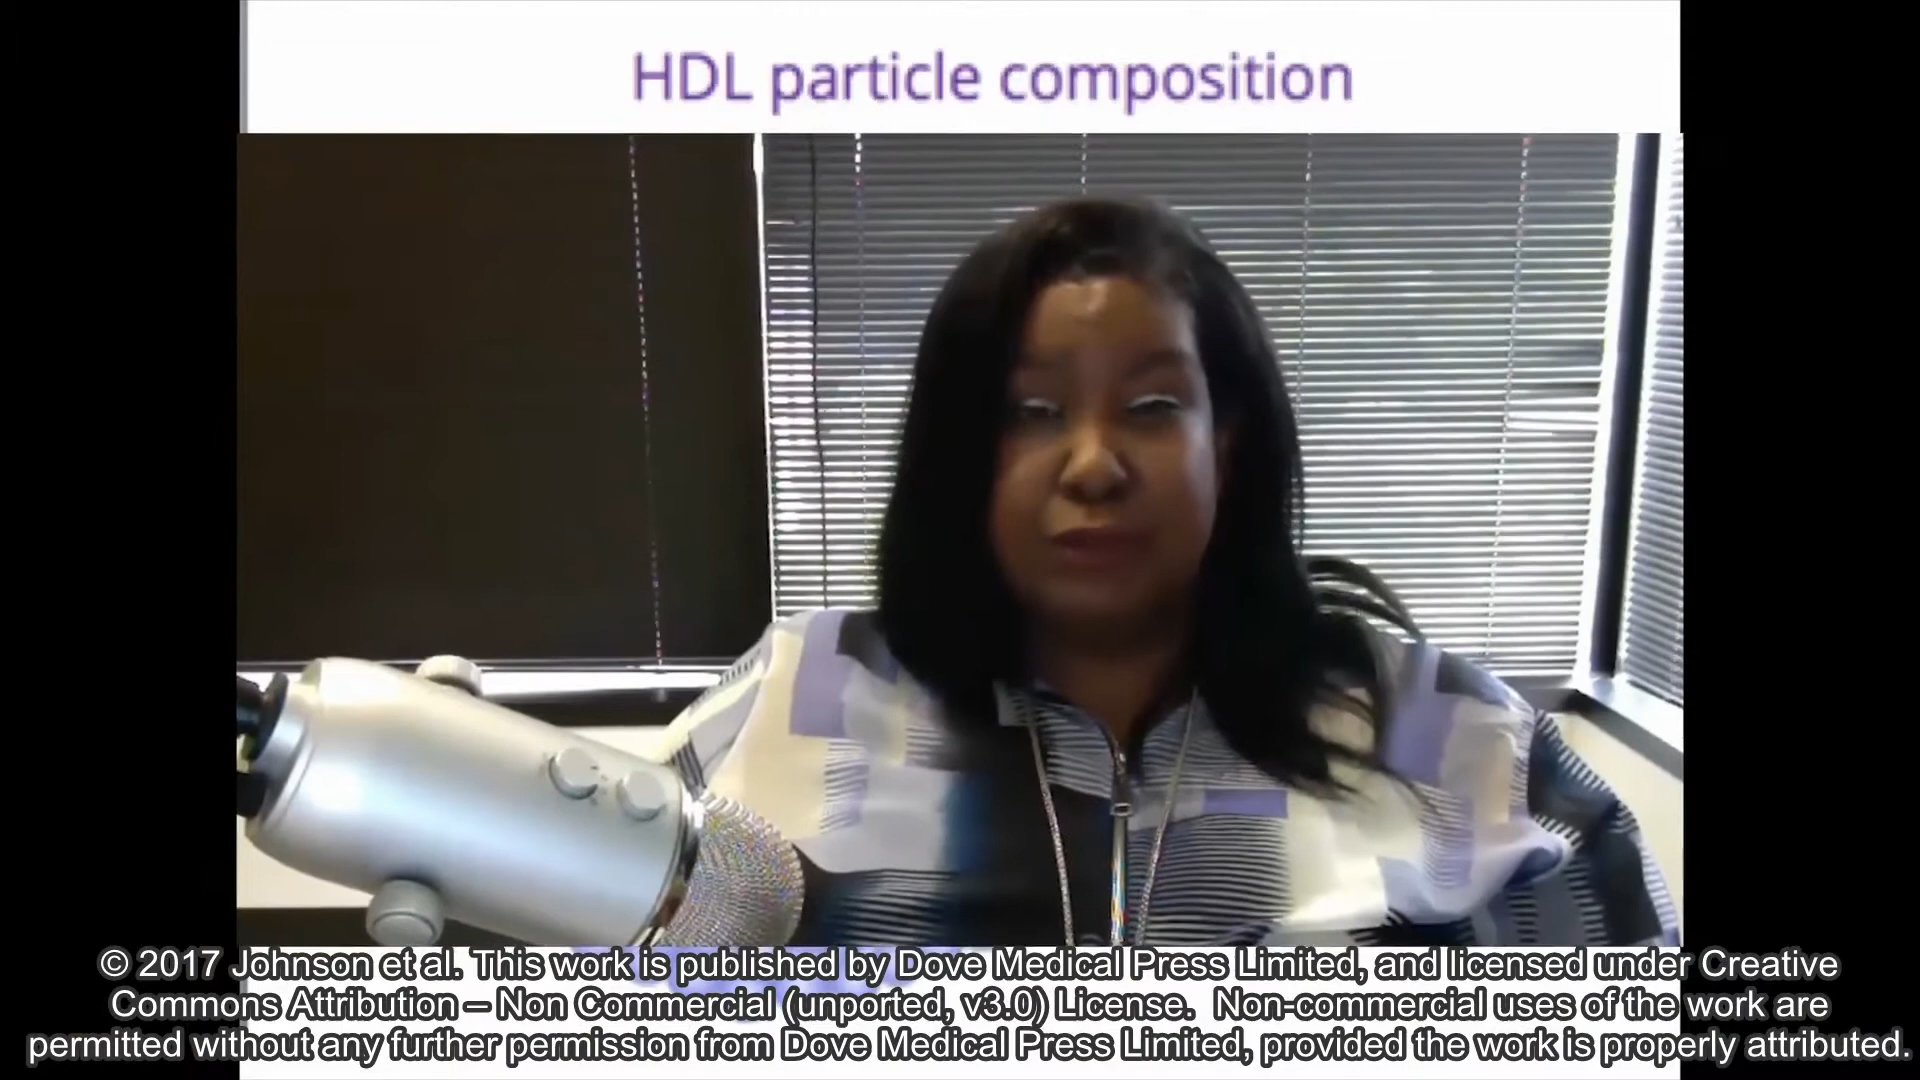 HDL particle composition
© 2017 Johnson et al. This work is published by Dove Medical Press Limited, and licensed under Creative
Commons Attribution – Non Commercial (unported, v3.0) License.  Non-commercial uses of the work are
permitted without any further permission from Dove Medical Press Limited, provided the work is properly attributed.